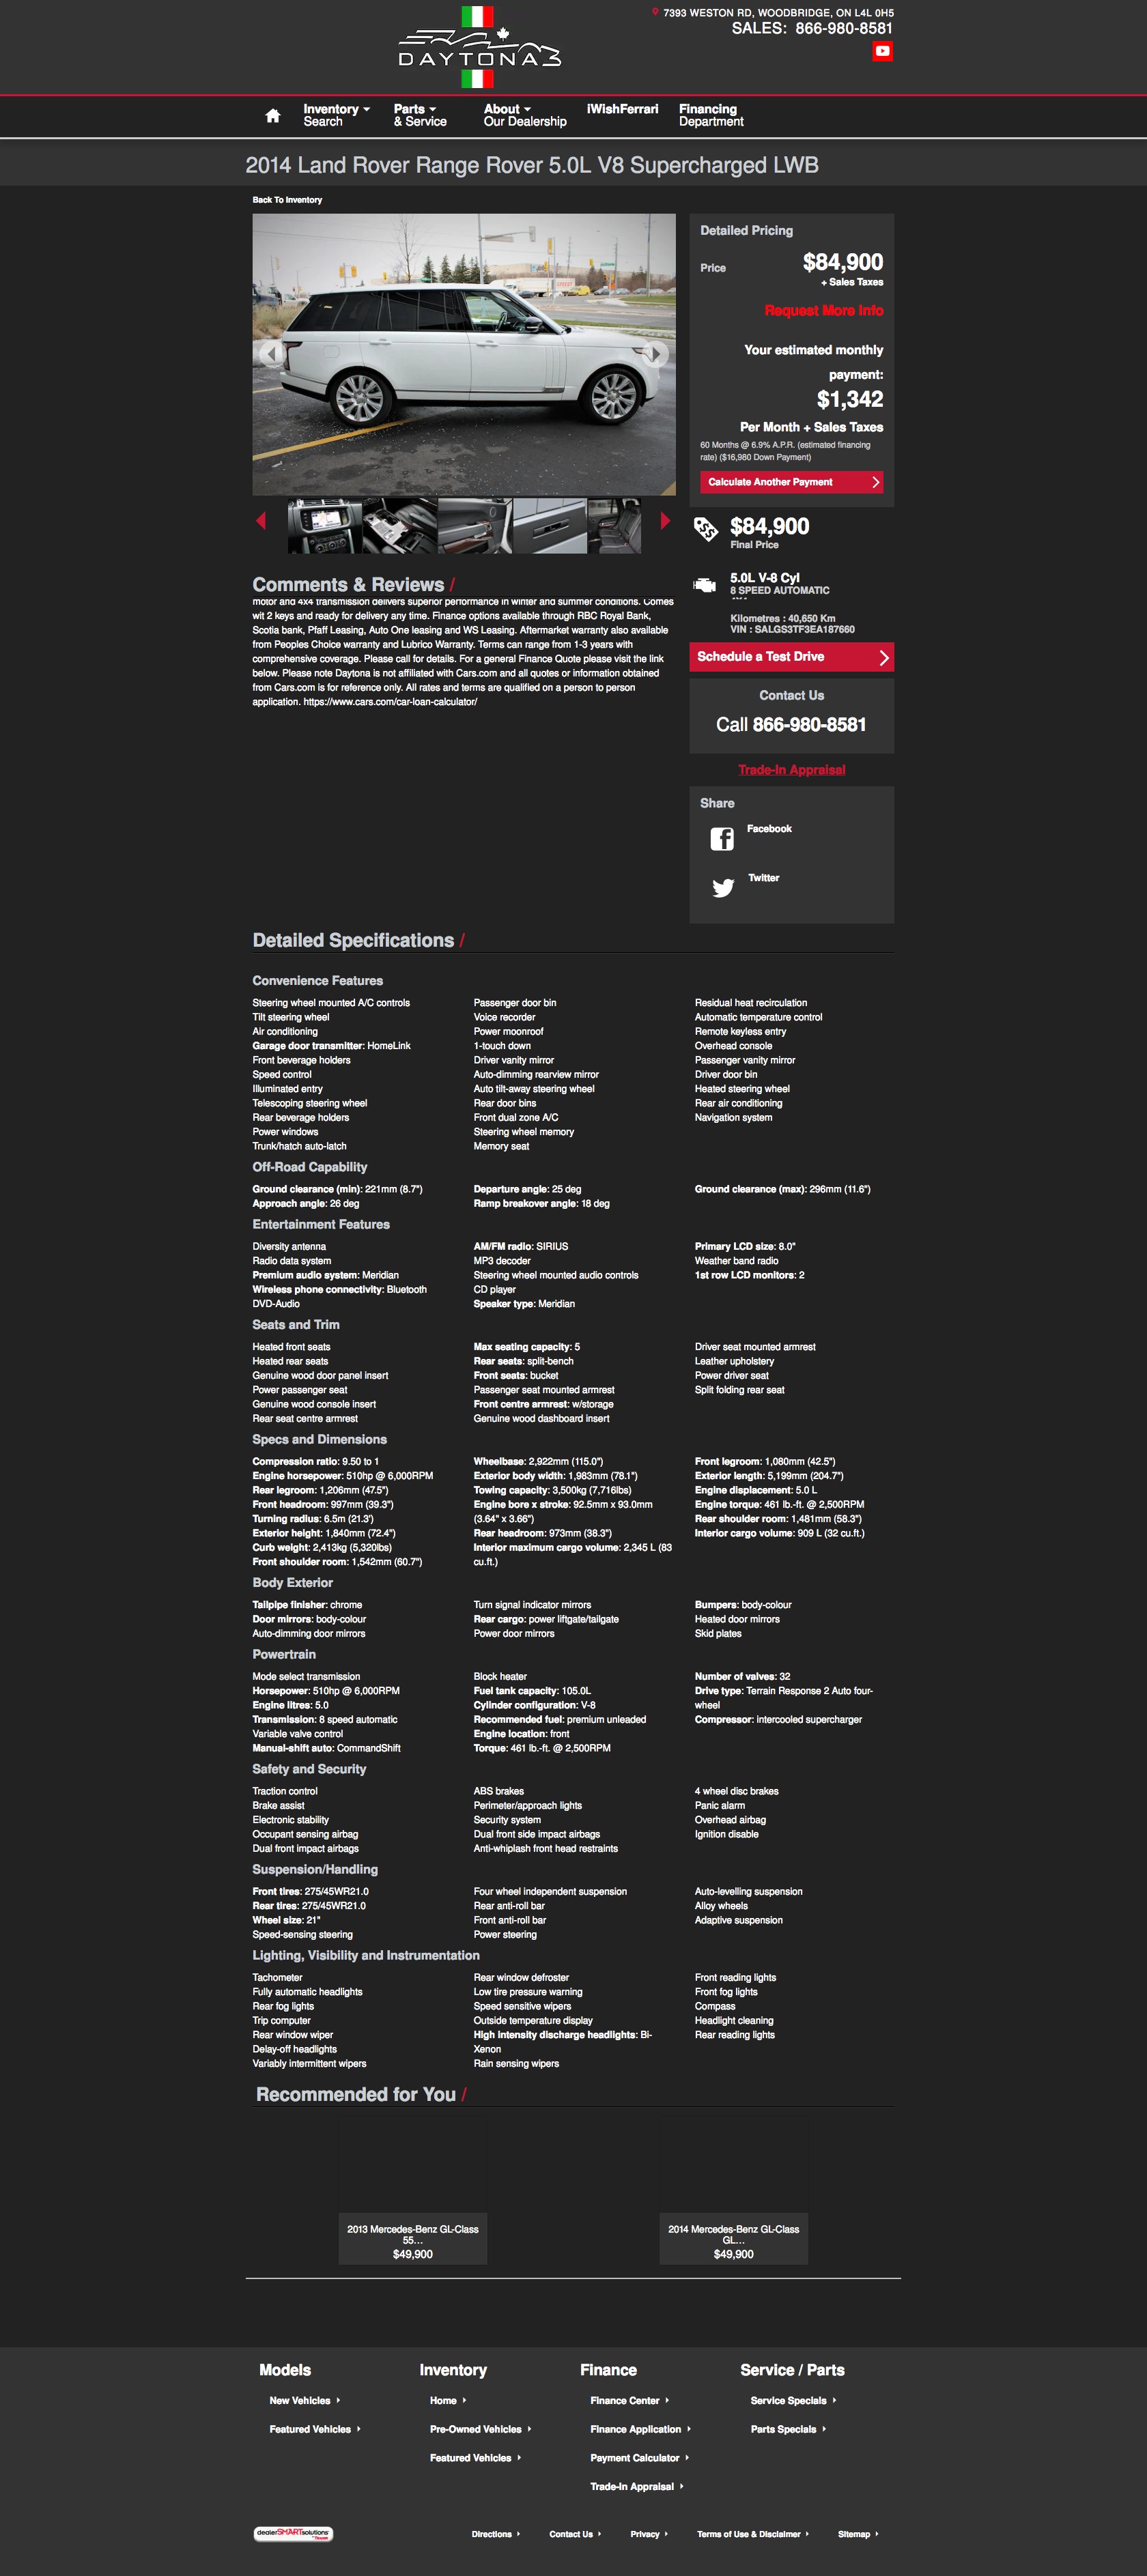 DAYTONA
7393 WESTON RD, WOODBRIDGE, ON L4L 0H5
SALES: 866-980-8581
Inventory
Search
Parts
& Service
About
Our Dealership
iWishFerrari
Financing
Department
2014 Land Rover Range Rover 5.0L V8 Supercharged LWB
Back To Inventory
Detailed Pricing
Price
$84,900
+ Sales Taxes
Request More Info
Your estimated monthly
payment:
$1,342
Per Month + Sales Taxes
60 Months @ 6.9% A.P.R. (estimated financing
rate) ($16,980 Down Payment)
Calculate Another Payment
$84,900
Final Price
5.0L V-8 Cyl
8 SPEED AUTOMATIC
Kilometres : 40,650 Km
VIN : SALGS3TF3EA187660
Schedule a Test Drive
Contact Us
Call 866-980-8581
Trade-In Appraisal
Share
Facebook
Twitter
Comments & Reviews /
motor and 4x4 transmission delivers superior performance in winter and summer conditions. Comes
wit 2 keys and ready for delivery any time. Finance options available through RBC Royal Bank,
Scotia bank, Pfaff Leasing, Auto One leasing and WS Leasing. Aftermarket warranty also available
from Peoples Choice warranty and Lubrico Warranty. Terms can range from 1-3 years with
comprehensive coverage. Please call for details. For a general Finance Quote please visit the link
below. Please note Daytona is not affiliated with Cars.com and all quotes or information obtained
from Cars.com is for reference only. All rates and terms are qualified on a person to person
application. https://www.cars.com/car-loan-calculator/
Detailed Specifications /
Convenience Features
Steering wheel mounted A/C controls
Tilt steering wheel
Air conditioning
Garage door transmitter: HomeLink
Front beverage holders
Speed control
Illuminated entry
Telescoping steering wheel
Rear beverage holders
Power windows
Trunk/hatch auto-latch
Passenger door bin
Voice recorder
Power moonroof
1-touch down
Driver vanity mirror
Auto-dimming rearview mirror
Auto tilt-away steering wheel
Rear door bins
Front dual zone A/C
Steering wheel memory
Memory seat
Residual heat recirculation
Automatic temperature control
Remote keyless entry
Overhead console
Passenger vanity mirror
Driver door bin
Heated steering wheel
Rear air conditioning
Navigation system
Off-Road Capability
Ground clearance (min): 221mm (8.7")
Approach angle: 26 deg
Departure angle: 25 deg
Ramp breakover angle: 18 deg
Ground clearance (max): 296mm (11.6")
Entertainment Features
Diversity antenna
Radio data system
Premium audio system: Meridian
Wireless phone connectivity: Bluetooth
DVD-Audio
AM/FM radio: SIRIUS
MP3 decoder
Steering wheel mounted audio controls
CD player
Speaker type: Meridian
Primary LCD size: 8.0"
Weather band radio
1st row LCD monitors: 2
Seats and Trim
Heated front seats
Heated rear seats
Genuine wood door panel insert
Power passenger seat
Genuine wood console insert
Rear seat centre armrest
Max seating capacity: 5
Rear seats: split-bench
Front seats: bucket
Passenger seat mounted armrest
Front centre armrest: w/storage
Genuine wood dashboard insert
Driver seat mounted armrest
Leather upholstery
Power driver seat
Split folding rear seat
Specs and Dimensions
Compression ratio: 9.50 to 1
Engine horsepower: 510hp @ 6,000RPM
Rear legroom: 1,206mm (47.5")
Front headroom: 997mm (39.3")
Turning radius: 6.5m (21.3')
Exterior height: 1,840mm (72.4")
Curb weight: 2,413kg (5,320lbs)
Front shoulder room: 1,542mm (60.7")
Wheelbase: 2,922mm (115.0")
Exterior body width: 1,983mm (78.1")
Towing capacity: 3,500kg (7,716lbs)
Engine bore x stroke: 92.5mm x 93.0mm
(3.64" x 3.66")
Rear headroom: 973mm (38.3")
Interior maximum cargo volume: 2,345 L (83
cu.ft.)
Front legroom: 1,080mm (42.5")
Exterior length: 5,199mm (204.7")
Engine displacement: 5.0 L
Engine torque: 461 lb.-ft. @ 2,500RPM
Rear shoulder room: 1,481mm (58.3")
Interior cargo volume: 909 L (32 cu.ft.)
Body Exterior
Tailpipe finisher: chrome
Door mirrors: body-colour
Auto-dimming door mirrors
Turn signal indicator mirrors
Rear cargo: power liftgate/tailgate
Power door mirrors
Bumpers: body-colour
Heated door mirrors
Skid plates
Powertrain
Mode select transmission
Horsepower: 510hp @ 6,000RPM
Engine litres: 5.0
Transmission: 8 speed automatic
Variable valve control
Manual-shift auto: CommandShift
Block heater
Fuel tank capacity: 105.0L
Cylinder configuration: V-8
Recommended fuel: premium unleaded
Engine location: front
Torque: 461 lb.-ft. @ 2,500RPM
Number of valves: 32
Drive type: Terrain Response 2 Auto four-
wheel
Compressor: intercooled supercharger
Safety and Security
Traction control
Brake assist
Electronic stability
Occupant sensing airbag
Dual front impact airbags
ABS brakes
Perimeter/approach lights
Security system
Dual front side impact airbags
Anti-whiplash front head restraints
4 wheel disc brakes
Panic alarm
Overhead airbag
Ignition disable
Suspension/Handling
Front tires: 275/45WR21.0
Rear tires: 275/45WR21.0
Wheel size: 21"
Speed-sensing steering
Four wheel independent suspension
Rear anti-roll bar
Front anti-roll bar
Power steering
Auto-levelling suspension
Alloy wheels
Adaptive suspension
Lighting, Visibility and Instrumentation
Tachometer
Fully automatic headlights
Rear fog lights
Trip computer
Rear window wiper
Delay-off headlights
Variably intermittent wipers
Rear window defroster
Low tire pressure warning
Speed sensitive wipers
Outside temperature display
High intensity discharge headlights: Bi-
Xenon
Rain sensing wipers
Front reading lights
Front fog lights
Compass
Headlight cleaning
Rear reading lights
Recommended for You /
2013 Mercedes-Benz GL-Class
55...
$49,900
2014 Mercedes-Benz GL-Class
GL...
$49,900
Models
New Vehicles
Featured Vehicles
Inventory
Home
Pre-Owned Vehicles
Featured Vehicles
Finance
Finance Center
Finance Application
Payment Calculator
Trade-In Appraisal
Service / Parts
Service Specials
Parts Specials
dealerSMARTsolutions
Directions
Contact Us
Privacy
Terms of Use & Disclaimer
Sitemap